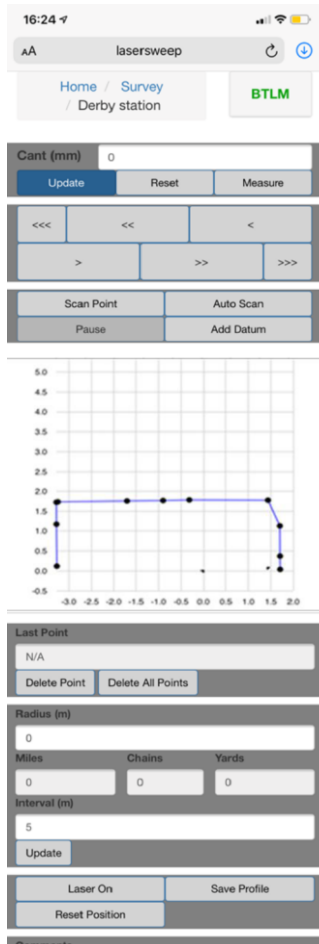 16:24
AA lasersweep
Home / Survey
/ Derby station
BTLM
Cant (mm) 0
Update Reset Measure
<<< << <
> >> >>>
Scan Point Auto Scan
Pause Add Datum
5.0
4.5
4.0
3.5
3.0
2.5
2.0
1.5
1.0
0.5
0.0
-0.5
-3.0 -2.5 -2.0 -1.5 -1.0 -0.5 0.0 0.5 1.0 1.5 2.0
Last Point
N/A
Delete Point Delete All Points
Radius (m)
0
Miles Chains Yards
0 0 0
Interval (m)
5
Update
Laser On Save Profile
Reset Position
Comments